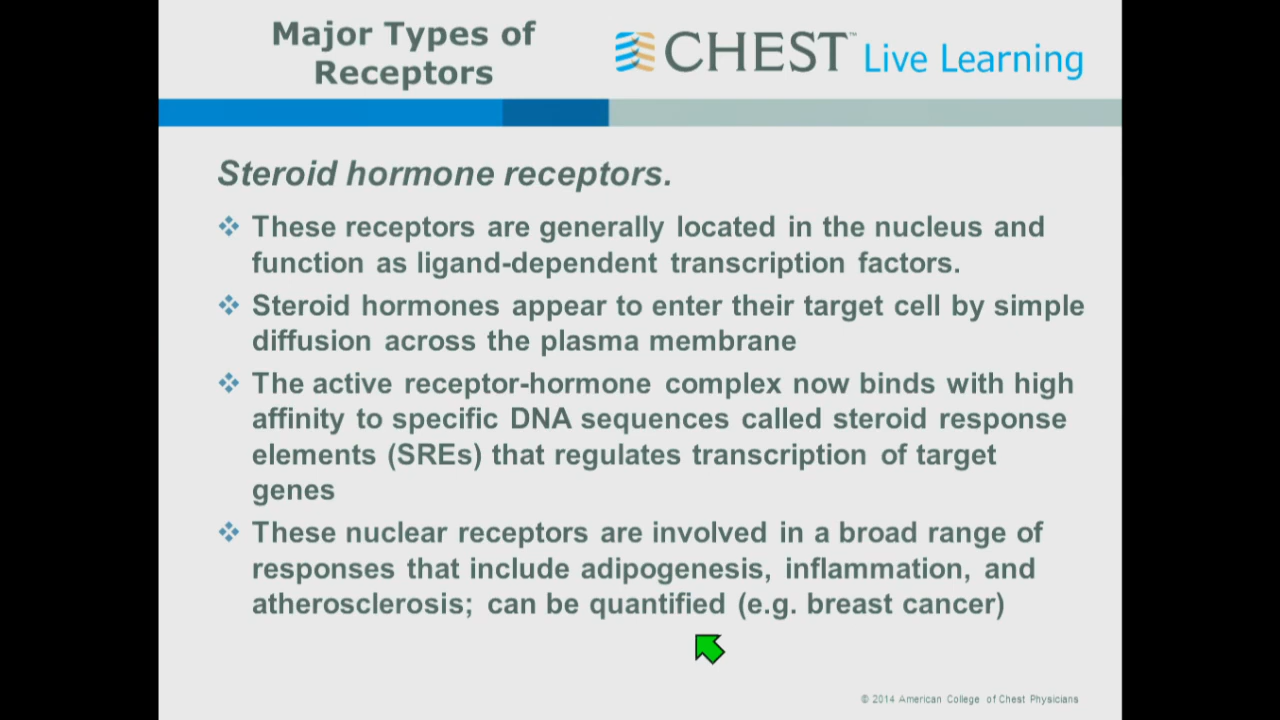 Major Types of
Receptors
CHEST™ Live Learning
Steroid hormone receptors.
These receptors are generally located in the nucleus and
function as ligand-dependent transcription factors.
Steroid hormones appear to enter their target cell by simple
diffusion across the plasma membrane
The active receptor-hormone complex now binds with high
affinity to specific DNA sequences called steroid response
elements (SREs) that regulates transcription of target
genes
These nuclear receptors are involved in a broad range of
responses that include adipogenesis, inflammation, and
atherosclerosis; can be quantified (e.g. breast cancer)
© 2014 American College of Chest Physicians